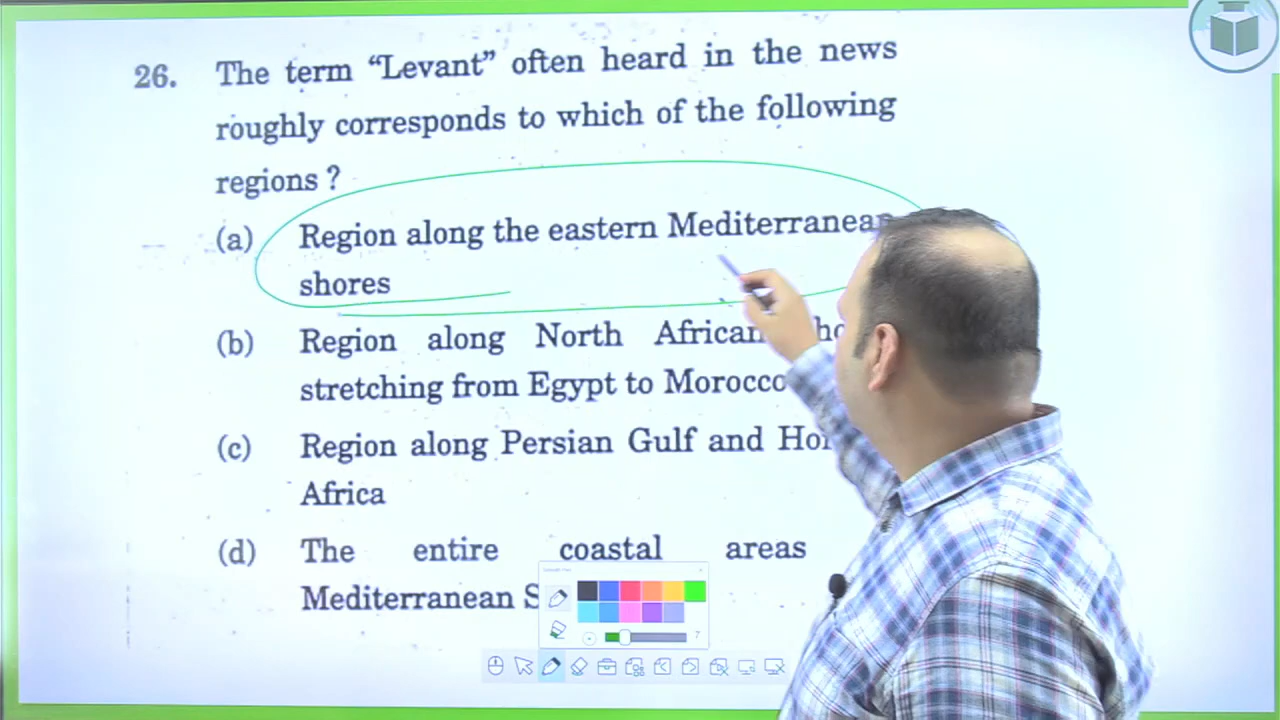 26. The term “Levant” often heard in the news
roughly corresponds to which of the following
regions ?
(a) Region along the eastern Mediterranean
shores
(b) Region along North African
stretching from Egypt to Morocco
(c) Region along Persian Gulf and
Africa
(d) The entire coastal areas
Mediterranean